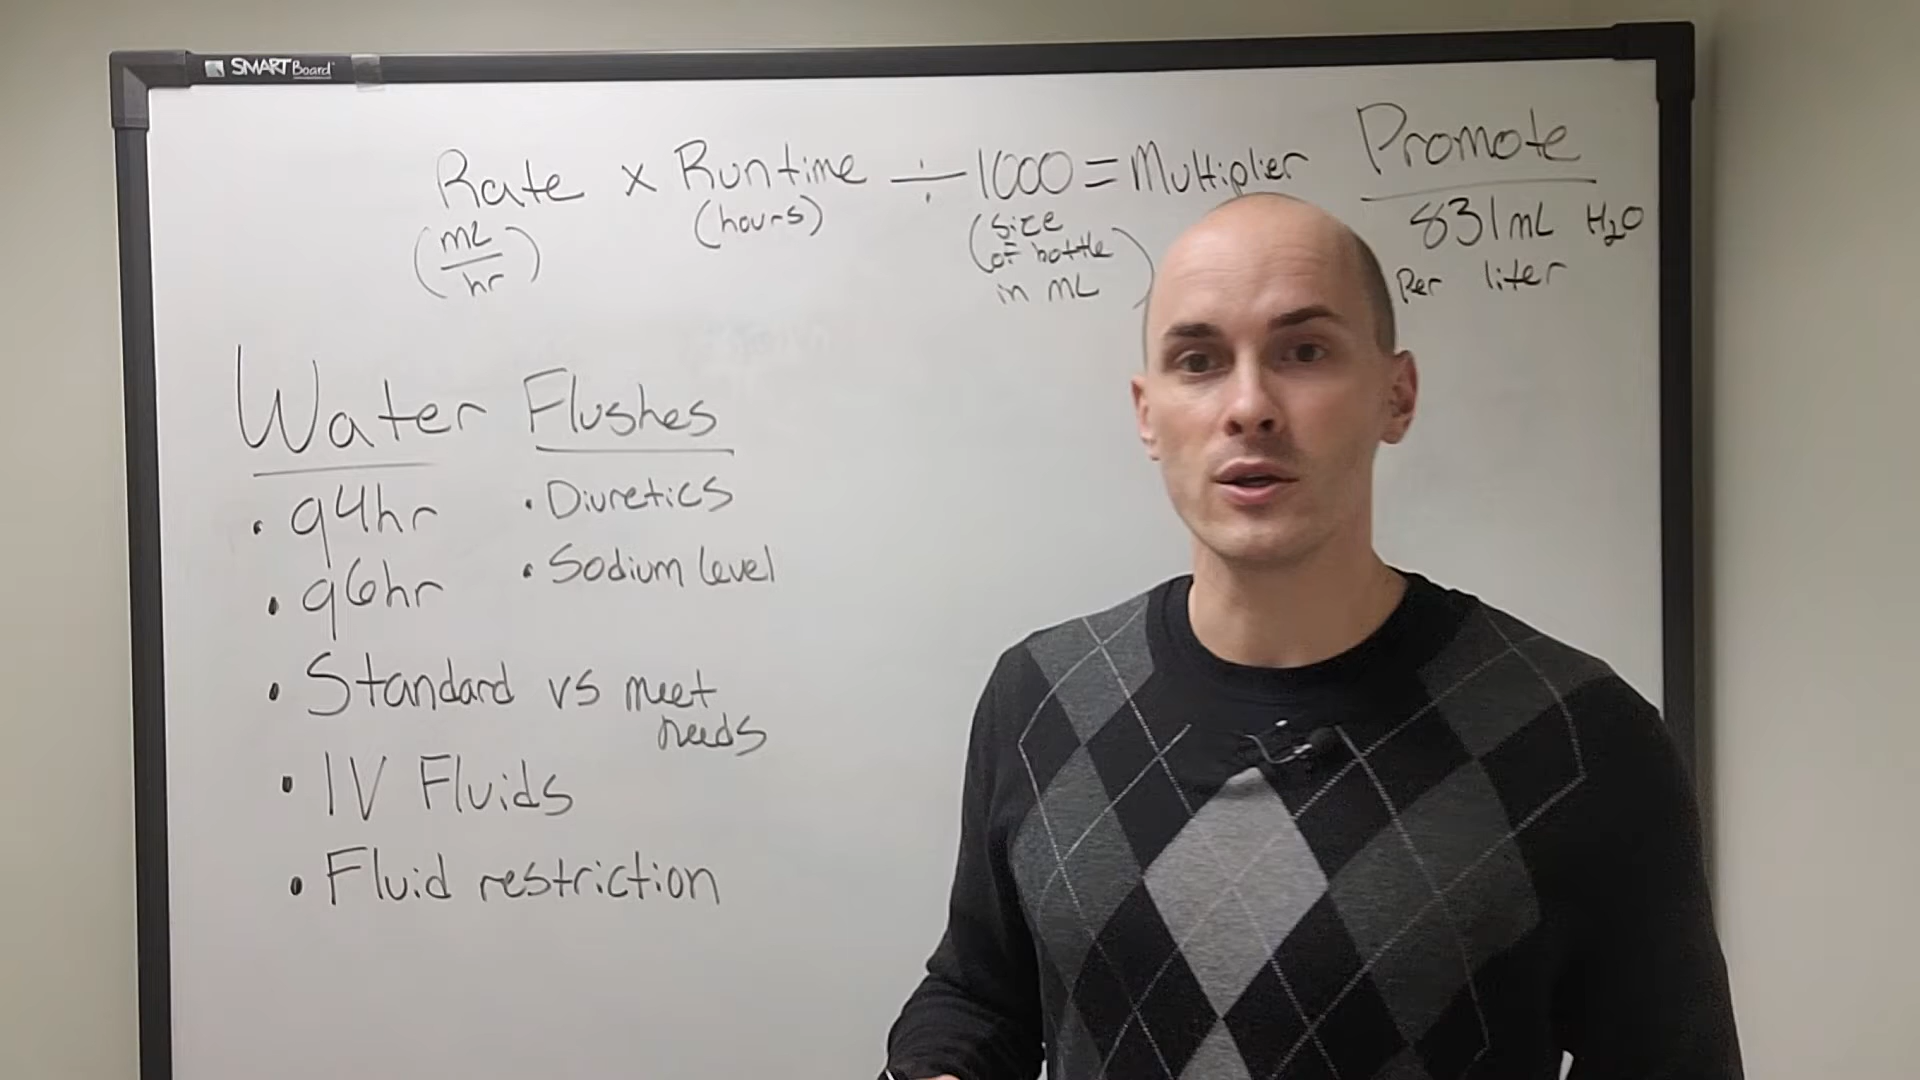 SMART Board
Rate x Runtime ÷ 1000 = Multiplier
(mL/hr)
(hours)
(size
of bottle
in mL)
Promote
831 mL H₂O
Per liter
Water Flushes
• q4hr
• q6hr
• Standard vs meet
needs
• IV Fluids
• Fluid restriction
• Diuretics
• Sodium level